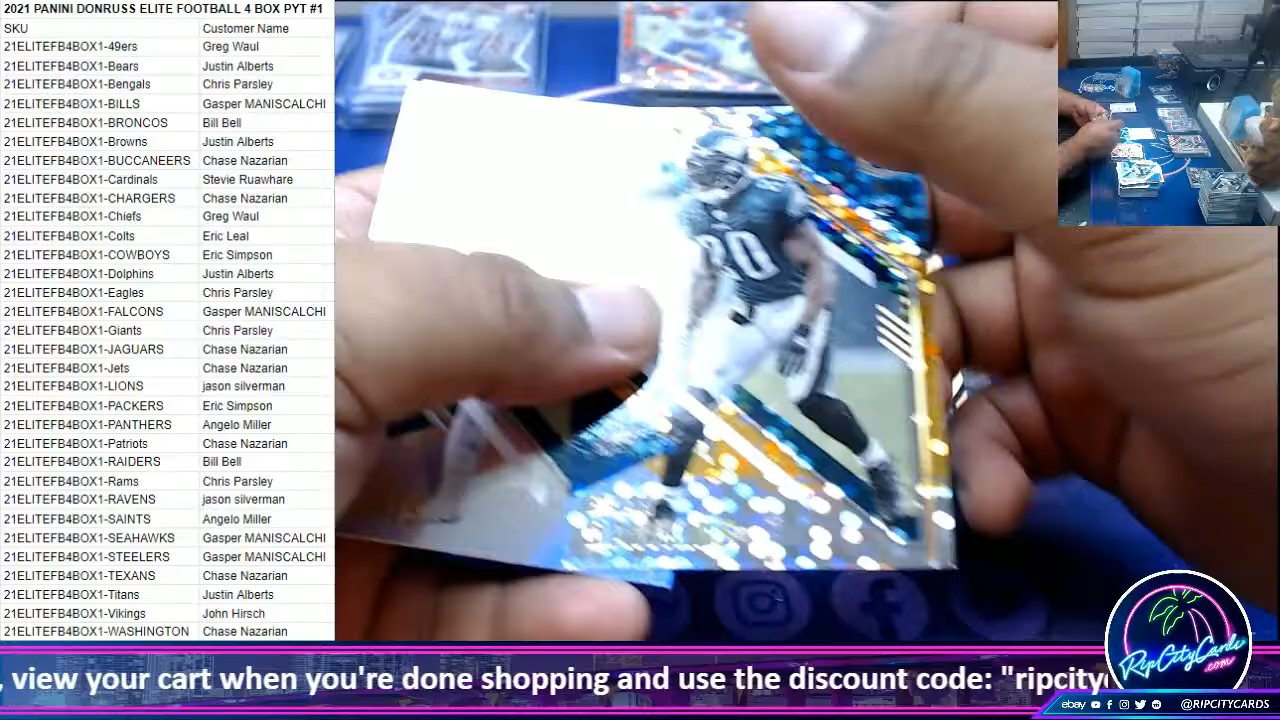 2021 PANINI DONRUSS ELITE FOOTBALL 4 BOX PYT #1
SKU Customer Name
21ELITEFB4BOX1-49ers Greg Waul
21ELITEFB4BOX1-Bears Justin Alberts
21ELITEFB4BOX1-Bengals Chris Parsley
21ELITEFB4BOX1-BILLS Gasper MANISCALCHI
21ELITEFB4BOX1-BRONCOS Bill Bell
21ELITEFB4BOX1-Browns Justin Alberts
21ELITEFB4BOX1-BUCCANEERS Chase Nazarian
21ELITEFB4BOX1-Cardinals Stevie Ruawhare
21ELITEFB4BOX1-CHARGERS Chase Nazarian
21ELITEFB4BOX1-Chiefs Greg Waul
21ELITEFB4BOX1-Colts Eric Leal
21ELITEFB4BOX1-COWBOYS Eric Simpson
21ELITEFB4BOX1-Dolphins Justin Alberts
21ELITEFB4BOX1-Eagles Chris Parsley
21ELITEFB4BOX1-FALCONS Gasper MANISCALCHI
21ELITEFB4BOX1-Giants Chris Parsley
21ELITEFB4BOX1-JAGUARS Chase Nazarian
21ELITEFB4BOX1-Jets Chase Nazarian
21ELITEFB4BOX1-LIONS jason silverman
21ELITEFB4BOX1-PACKERS Eric Simpson
21ELITEFB4BOX1-PANTHERS Angelo Miller
21ELITEFB4BOX1-Patriots Chase Nazarian
21ELITEFB4BOX1-RAIDERS Bill Bell
21ELITEFB4BOX1-Rams Chris Parsley
21ELITEFB4BOX1-RAVENS jason silverman
21ELITEFB4BOX1-SAINTS Angelo Miller
21ELITEFB4BOX1-SEAHAWKS Gasper MANISCALCHI
21ELITEFB4BOX1-STEELERS Gasper MANISCALCHI
21ELITEFB4BOX1-TEXANS Chase Nazarian
21ELITEFB4BOX1-Titans Justin Alberts
21ELITEFB4BOX1-Vikings John Hirsch
21ELITEFB4BOX1-WASHINGTON Chase Nazarian
20
RipCityCards
.com
, view your cart when you're done shopping and use the discount code: "ripcity
ebay @RIPCITYCARDS